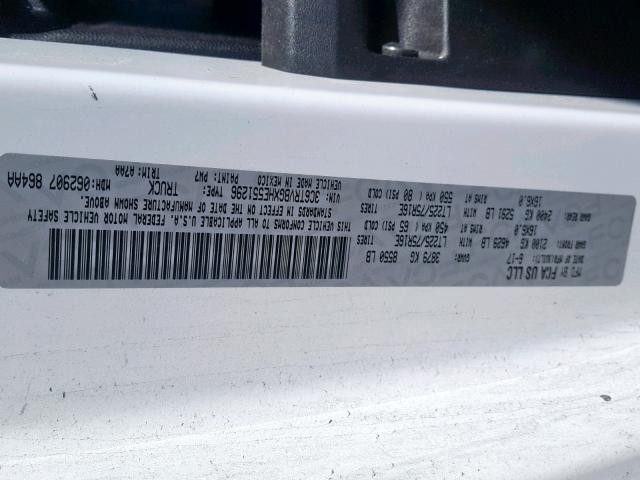 MFD BY FCA US LLC
DATE OF MFR(MULTI): 6-17 GVWR: 3879 KG 8550 LB
GAWR FRONT: 2100 KG 4629 LB WITH LT225/75R16E TIRES
16X6.0 RIMS AT 450 KPA ( 65 PSI) COLD
GAWR REAR: 2400 KG 5291 LB WITH LT225/75R16E TIRES
16X6.0 RIMS AT 550 KPA ( 80 PSI) COLD
THIS VEHICLE CONFORMS TO ALL APPLICABLE U.S.A. FEDERAL MOTOR VEHICLE SAFETY
STANDARDS IN EFFECT ON THE DATE OF MANUFACTURE SHOWN ABOVE.
VIN: 3C6TRVBGXHE551296 TYPE: TRUCK MDH:062907 864AA
VEHICLE MADE IN MEXICO PAINT: PW7 TRIM:A7AA